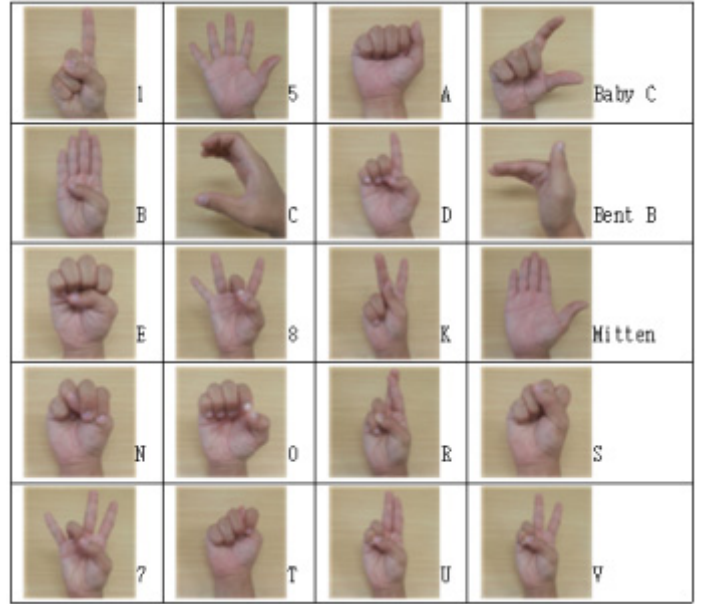 1 5 A Baby C
B C D Bent B
E 8 K Mitten
N O R S
7 T U V